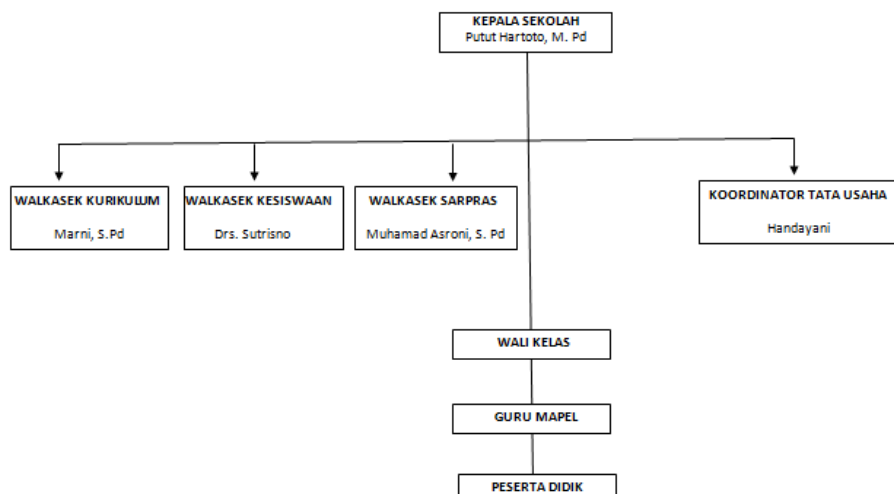 KEPALA SEKOLAH
Putut Hartoto, M. Pd
WALKASEK KURIKULUM
Marni, S.Pd
WALKASEK KESISWAAN
Drs. Sutrisno
WALKASEK SARPRAS
Muhamad Asroni, S. Pd
KOORDINATOR TATA USAHA
Handayani
WALI KELAS
GURU MAPEL
PESERTA DIDIK